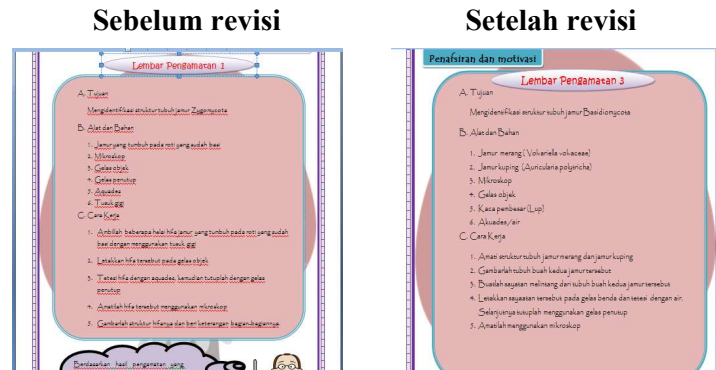 Sebelum revisi
Lembar Pengamatan 1
A. Tujuan
Mengidentifikasi struktur tubuh jamur Zygomycota
B. Alat dan Bahan
1. Jamur yang tumbuh pada roti yang sudah basi
2. Mikroskop
3. Gelas objek
4. Gelas penutup
5. Aquades
6. Tusuk gigi
C. Cara Kerja
1. Ambillah beberapa helai hifa jamur yang tumbuh pada roti yang sudah
basi dengan menggunakan tusuk gigi
2. Letakkan hifa tersebut pada gelas objek
3. Tetesi hifa dengan aquades, kemudian tutuplah dengan gelas
penutup
4. Amatilah hifa tersebut menggunakan mikroskop
5. Gambarlah struktur hifanya dan beri keterangan bagian-bagiannya
Berdasarkan hasil pengamatan yang
Setelah revisi
Penafsiran dan motivasi
Lembar Pengamatan 3
A. Tujuan
Mengidentifikasi struktur tubuh jamur Basidiomycota
B. Alat dan Bahan
1. Jamur merang ( Volvariella volvaceae)
2. Jamur kuping (Auricularia polytricha)
3. Mikroskop
4. Gelas objek
5. Kaca pembesar (Lup)
6. Akuades/air
C. Cara Kerja
1. Amati struktur tubuh jamur merang dan jamur kuping
2. Gambarlah tubuh buah kedua jamur tersebut
3. Buatlah sayatan melintang dari tubuh buah kedua jamur tersebut
4. Letakkan sayatan tersebut pada gelas benda dan tetesi dengan air.
Selanjutnya tutuplah menggunakan gelas penutup
5. Amatilah menggunakan mikroskop